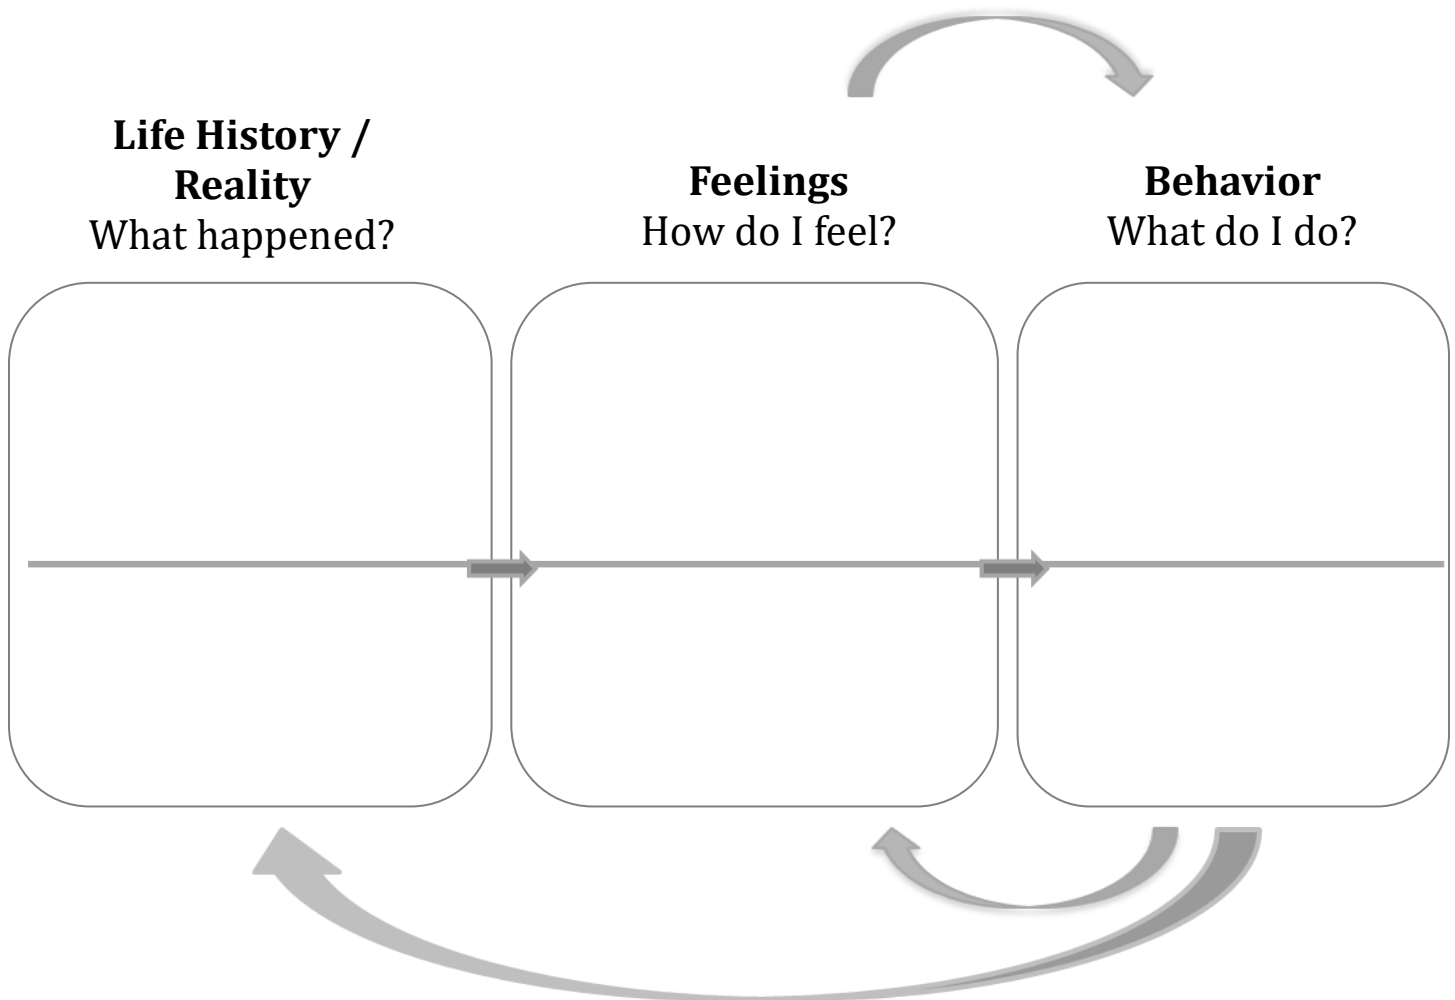 Life History /
Reality
What happened?
Feelings
How do I feel?
Behavior
What do I do?